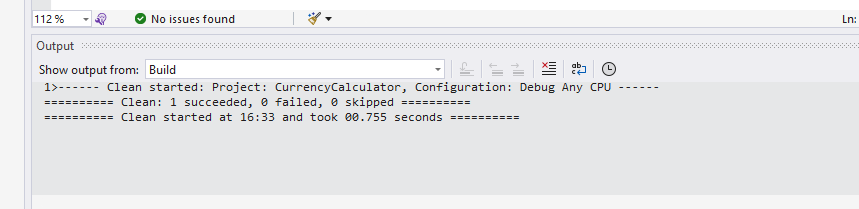 112 % No issues found Ln:
Output
Show output from: Build
1>------ Clean started: Project: CurrencyCalculator, Configuration: Debug Any CPU ------
========== Clean: 1 succeeded, 0 failed, 0 skipped ==========
========== Clean started at 16:33 and took 00.755 seconds ==========